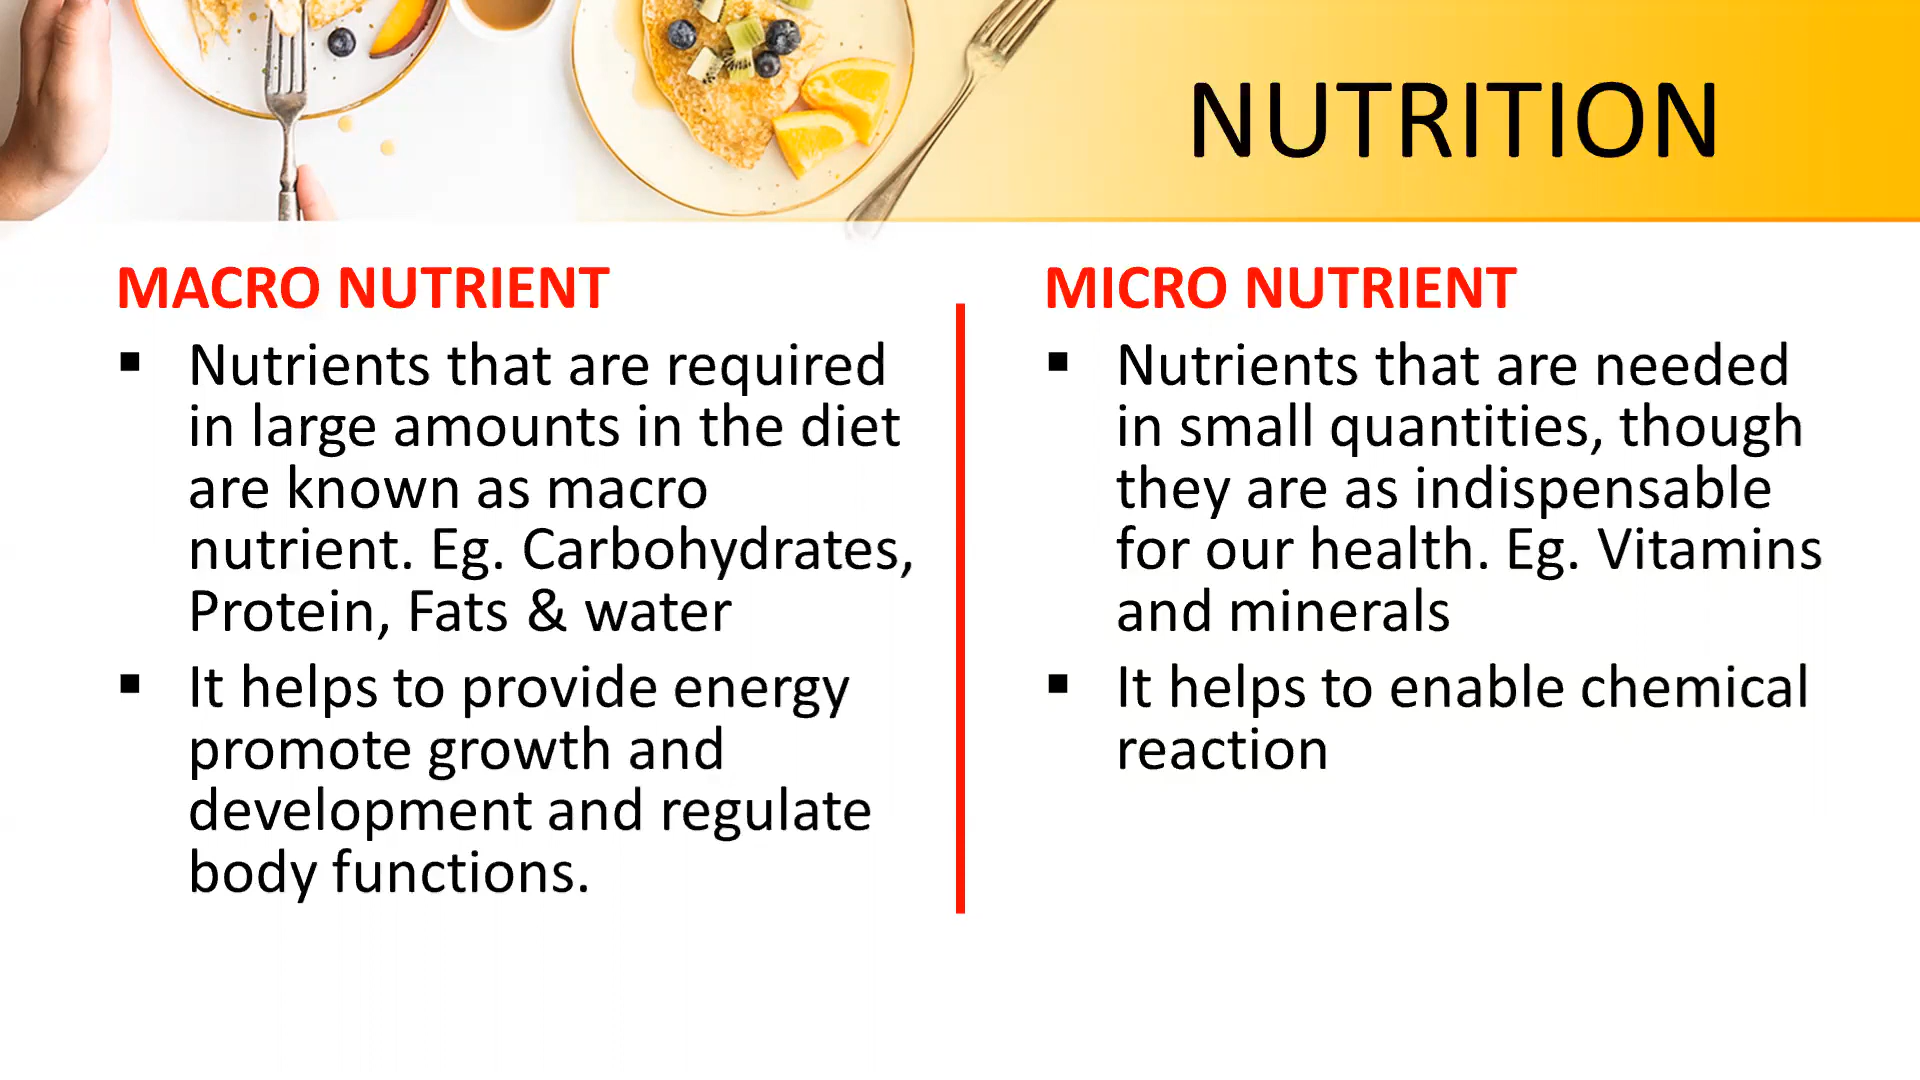 NUTRITION
MACRO NUTRIENT
▪ Nutrients that are required
in large amounts in the diet
are known as macro
nutrient. Eg. Carbohydrates,
Protein, Fats & water
▪ It helps to provide energy
promote growth and
development and regulate
body functions.
MICRO NUTRIENT
▪ Nutrients that are needed
in small quantities, though
they are as indispensable
for our health. Eg. Vitamins
and minerals
▪ It helps to enable chemical
reaction